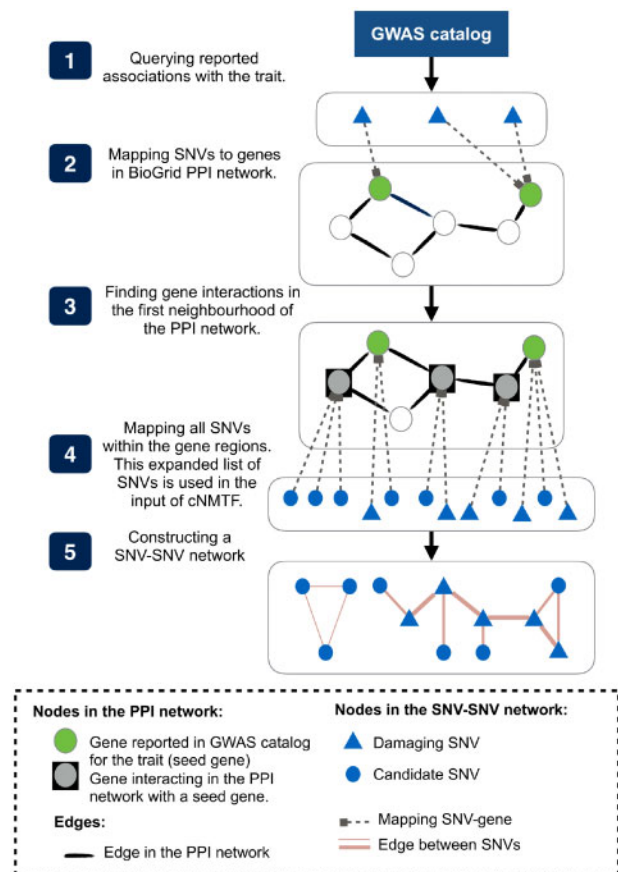 GWAS catalog
1
Querying reported
associations with the trait.
2
Mapping SNVs to genes
in BioGrid PPI network.
3
Finding gene interactions in
the first neighbourhood of
the PPI network.
4
Mapping all SNVs
within the gene regions.
This expanded list of
SNVs is used in the
input of cNMTF.
5
Constructing a
SNV-SNV network
Nodes in the PPI network:
Gene reported in GWAS catalog
for the trait (seed gene)
Gene interacting in the PPI
network with a seed gene.
Edges:
Edge in the PPI network
Nodes in the SNV-SNV network:
Damaging SNV
Candidate SNV
Mapping SNV-gene
Edge between SNVs